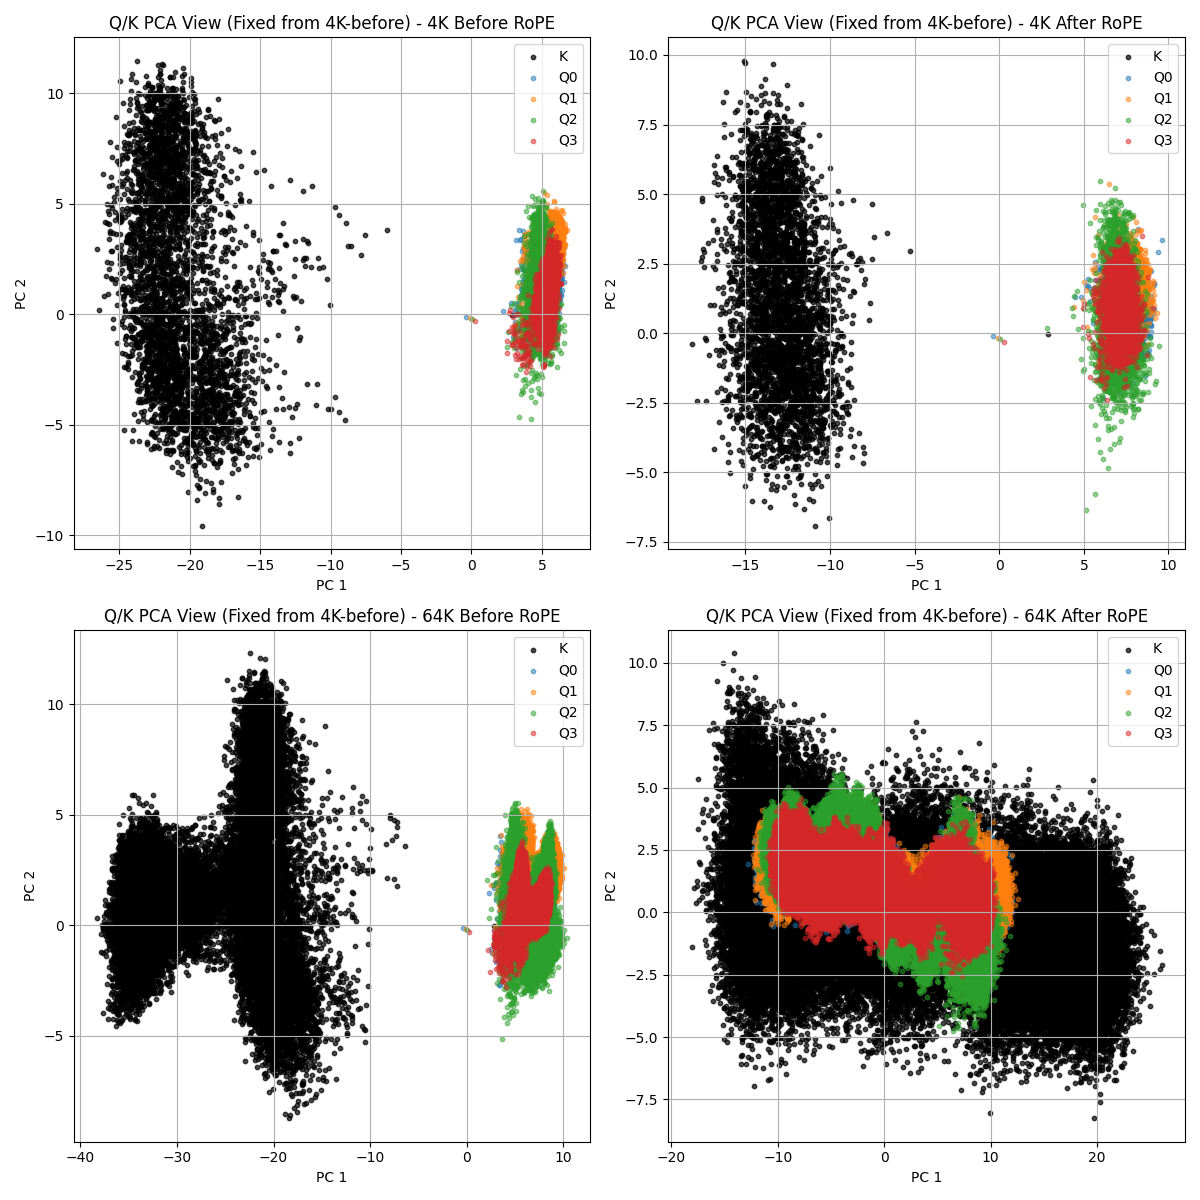 Q/K PCA View (Fixed from 4K-before) - 4K Before RoPE
K
Q0
Q1
Q2
Q3
10
5
0
−5
−10
PC 2
−25
−20
−15
−10
−5
0
5
PC 1
Q/K PCA View (Fixed from 4K-before) - 4K After RoPE
K
Q0
Q1
Q2
Q3
10.0
7.5
5.0
2.5
0.0
−2.5
−5.0
−7.5
PC 2
−15
−10
−5
0
5
10
PC 1
Q/K PCA View (Fixed from 4K-before) - 64K Before RoPE
K
Q0
Q1
Q2
Q3
10
5
0
−5
PC 2
−40
−30
−20
−10
0
10
PC 1
Q/K PCA View (Fixed from 4K-before) - 64K After RoPE
K
Q0
Q1
Q2
Q3
10.0
7.5
5.0
2.5
0.0
−2.5
−5.0
−7.5
PC 2
−20
−10
0
10
20
PC 1